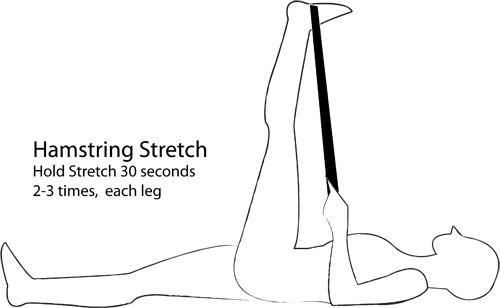 Hamstring Stretch
Hold Stretch 30 seconds
2-3 times, each leg